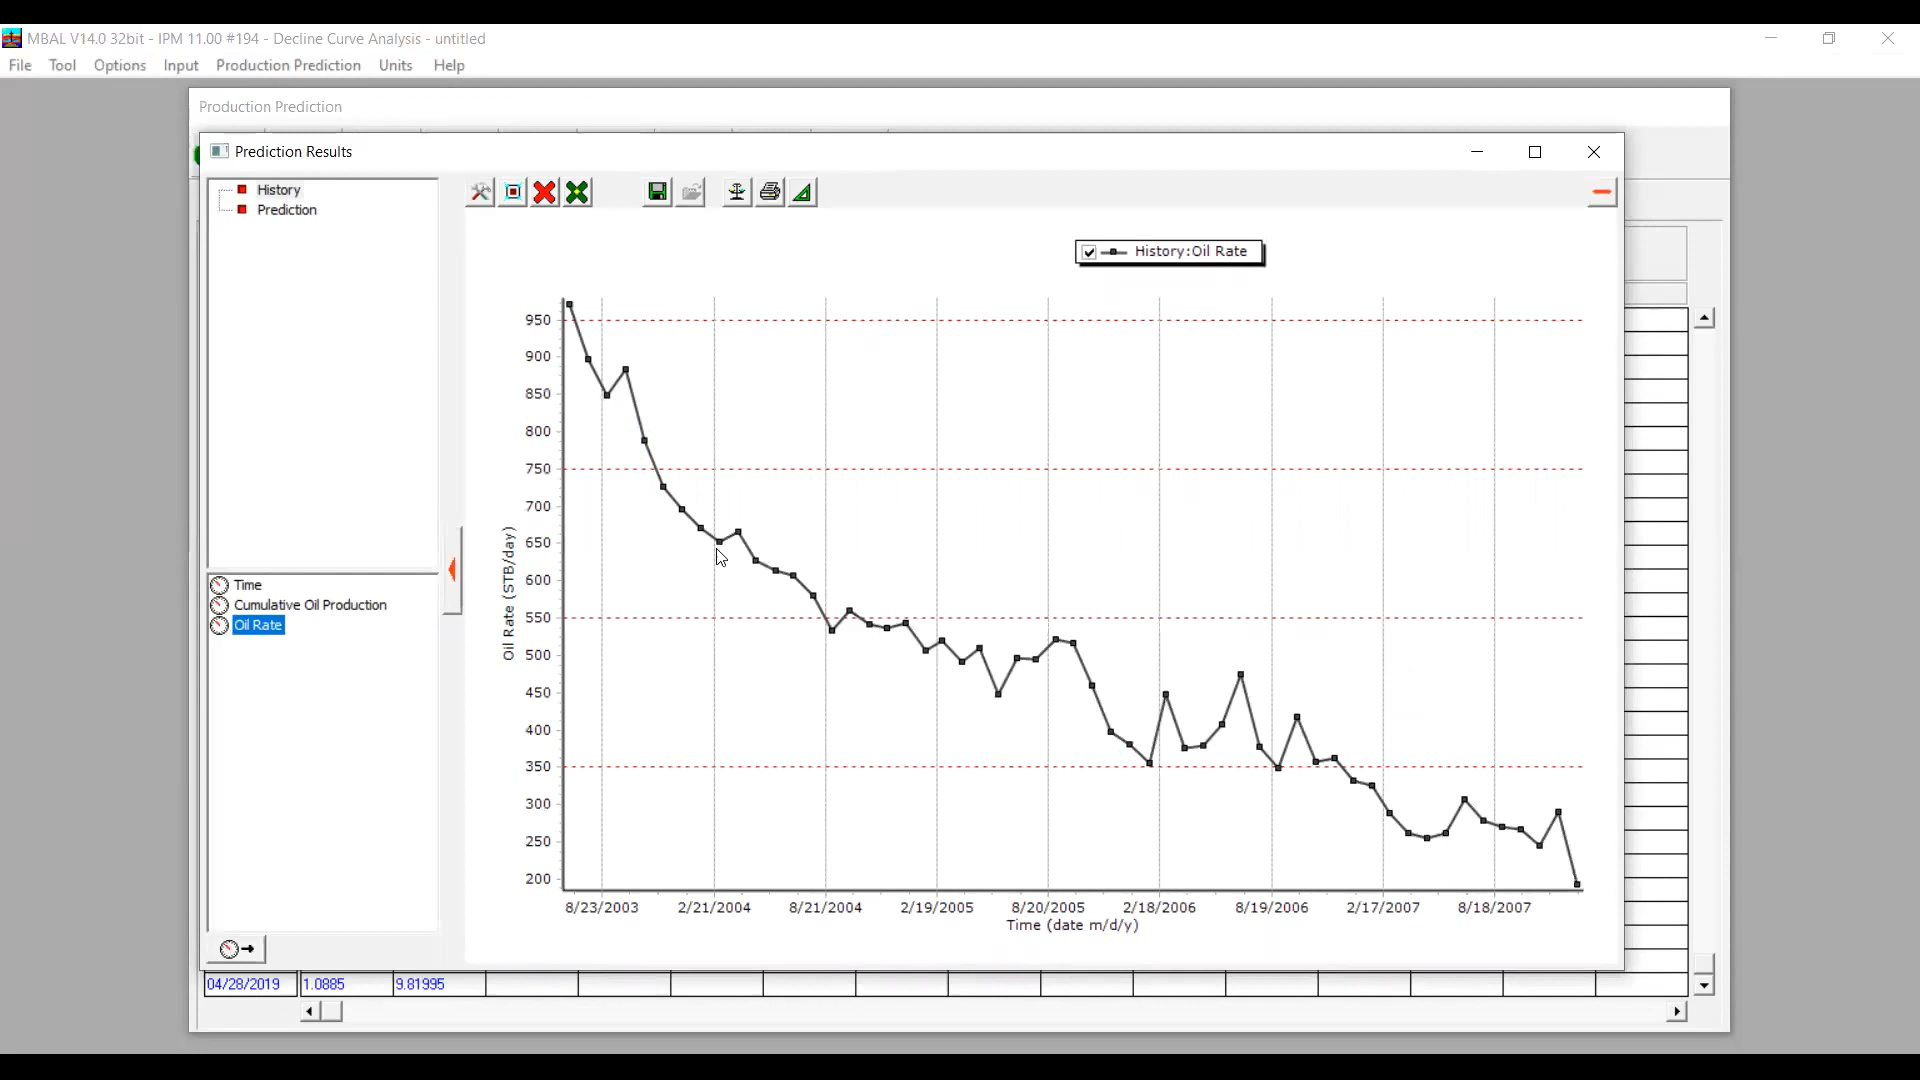 MBAL V14.0 32bit - IPM 11.00 #194 - Decline Curve Analysis - untitled
File Tool Options Input Production Prediction Units Help
Production Prediction
Prediction Results
History
Prediction
History:Oil Rate
950
900
850
800
750
700
650
600
550
500
450
400
350
300
250
200
Oil Rate (STB/day)
Time
Cumulative Oil Production
Oil Rate
8/23/2003 2/21/2004 8/21/2004 2/19/2005 8/20/2005 2/18/2006 8/19/2006 2/17/2007 8/18/2007
Time (date m/d/y)
04/28/2019 1.0885 9.81995